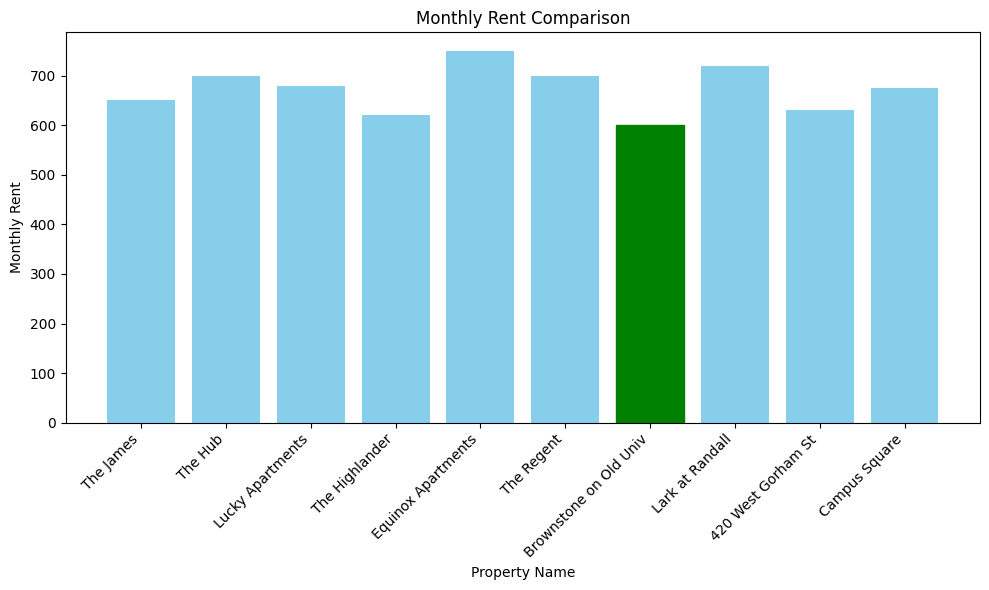 Monthly Rent Comparison
Monthly Rent
700
600
500
400
300
200
100
0
The James
The Hub
Lucky Apartments
The Highlander
Equinox Apartments
The Regent
Brownstone on Old Univ
Lark at Randall
420 West Gorham St
Campus Square
Property Name